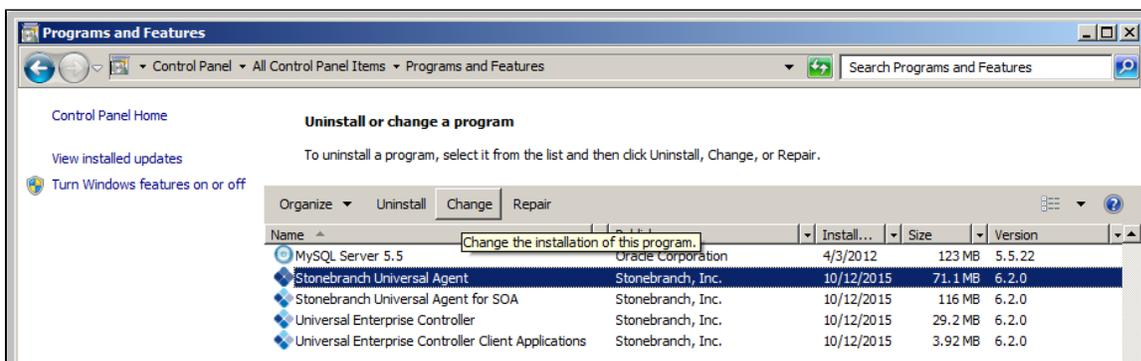 Programs and Features
Control Panel All Control Panel Items Programs and Features Search Programs and Features
Control Panel Home
Uninstall or change a program
View installed updates
To uninstall a program, select it from the list and then click Uninstall, Change, or Repair.
Turn Windows features on or off
Organize Uninstall Change Repair
Name Install... Size Version
Change the installation of this program.
MySQL Server 5.5 Oracle Corporation 4/3/2012 123 MB 5.5.22
Stonebranch Universal Agent Stonebranch, Inc. 10/12/2015 71.1 MB 6.2.0
Stonebranch Universal Agent for SOA Stonebranch, Inc. 10/12/2015 116 MB 6.2.0
Universal Enterprise Controller Stonebranch, Inc. 10/12/2015 29.2 MB 6.2.0
Universal Enterprise Controller Client Applications Stonebranch, Inc. 10/12/2015 3.92 MB 6.2.0